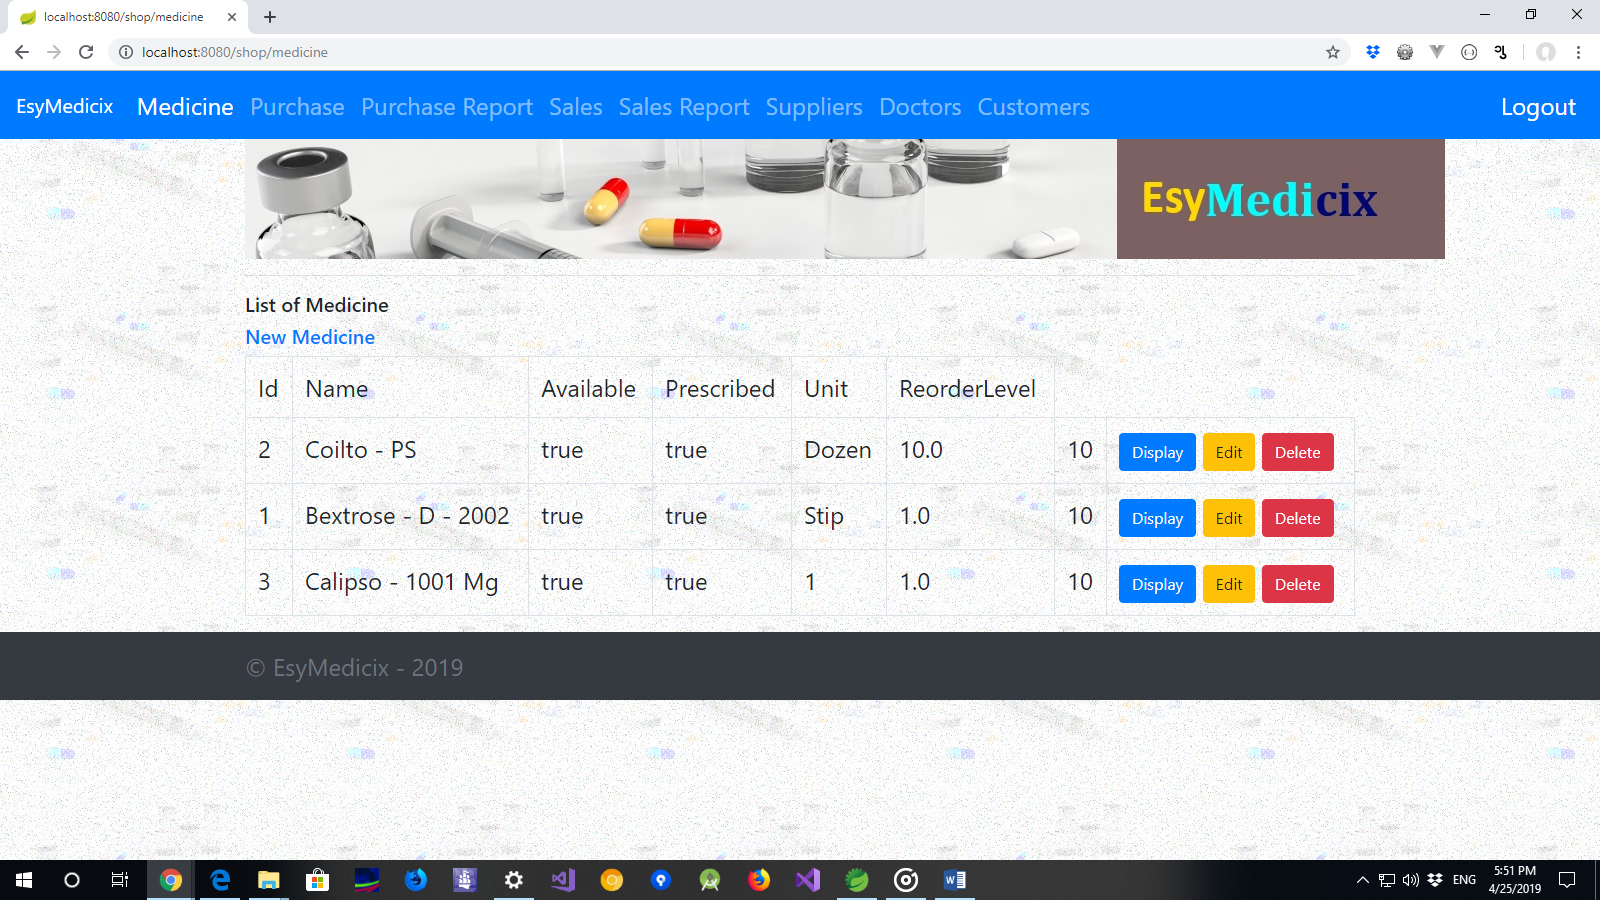 localhost:8080/shop/medicine
localhost:8080/shop/medicine
EsyMedicix Medicine Purchase Purchase Report Sales Sales Report Suppliers Doctors Customers Logout
EsyMedicix
List of Medicine
New Medicine
Id Name Available Prescribed Unit ReorderLevel
2 Coilto - PS true true Dozen 10.0 10 Display Edit Delete
1 Bextrose - D - 2002 true true Stip 1.0 10 Display Edit Delete
3 Calipso - 1001 Mg true true 1 1.0 10 Display Edit Delete
© EsyMedicix - 2019
ENG
5:51 PM
4/25/2019